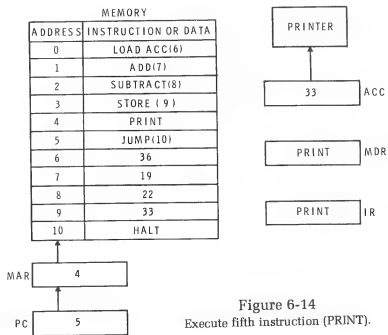 MEMORY
ADDRESS INSTRUCTION OR DATA
0 LOAD ACC(6)
1 ADD(7)
2 SUBTRACT(8)
3 STORE (9)
4 PRINT
5 JUMP(10)
6 36
7 19
8 22
9 33
10 HALT
MAR 4
PC 5
PRINTER
33 ACC
PRINT MDR
PRINT IR
Figure 6-14
Execute fifth instruction (PRINT).